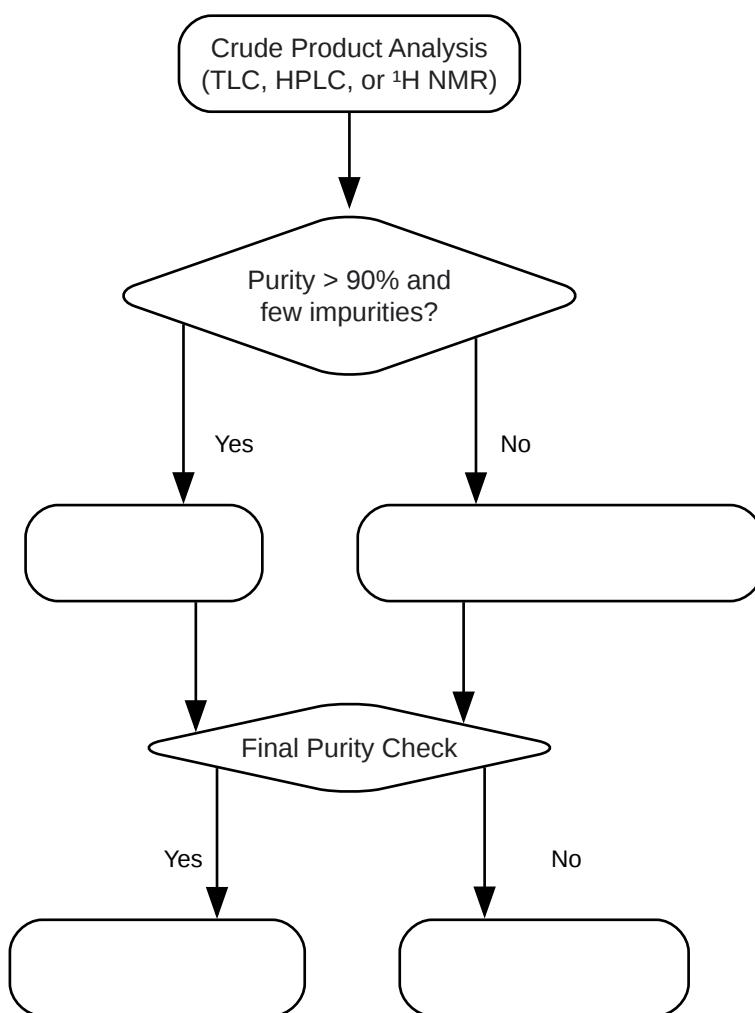 Crude Product Analysis
(TLC, HPLC, or ¹H NMR)
Purity > 90% and
few impurities?
Yes
No
Final Purity Check
Yes
No